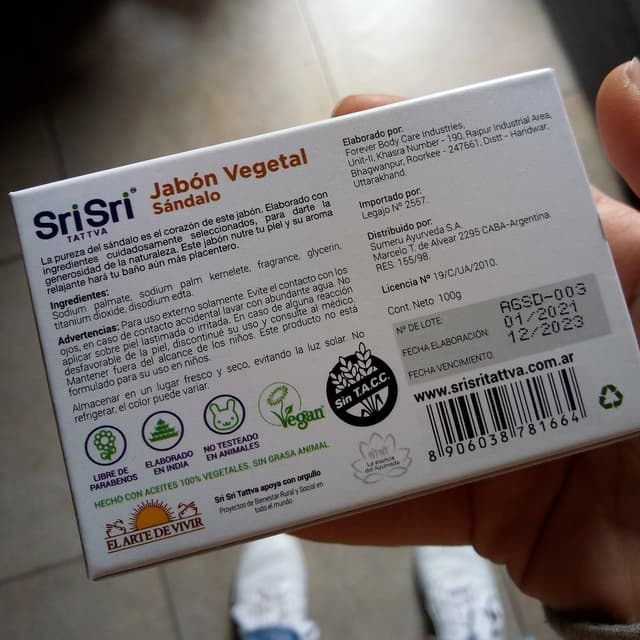 SriSri®
TATTVA
Jabón Vegetal
Sándalo
La pureza del sándalo es el corazón de este jabón. Elaborado con
ingredientes cuidadosamente seleccionados, para darte la
generosidad de la naturaleza. Este jabón nutre tu piel y su aroma
relajante hará tu baño aún más placentero.
Ingredientes:
Sodium palmate, sodium palm kernelete, fragrance, glycerin,
titanium dioxide, disodium edta.
Advertencias: Para uso externo solamente. Evite el contacto con los
ojos, en caso de contacto accidental lavar con abundante agua. No
aplicar sobre piel lastimada o irritada. En caso de alguna reacción
desfavorable de la piel, discontinúe su uso y consulte al médico.
Mantener fuera del alcance de los niños. Este producto no está
formulado para su uso en niños.
Almacenar en un lugar fresco y seco, evitando la luz solar. No
refrigerar, el color puede variar.
LIBRE DE
PARABENOS
ELABORADO
EN INDIA
NO TESTEADO
EN ANIMALES
Vegan
Sin T.A.C.C.
HECHO CON ACEITES 100% VEGETALES. SIN GRASA ANIMAL
EL ARTE DE VIVIR
Sri Sri Tattva apoya con orgullo
Proyectos de Bienestar Rural y Social en
todo el mundo
La esencia
del Ayurveda
Elaborado por:
Forever Body Care Industries,
Unit-II, Khasra Number - 190, Raipur Industrial Area,
Bhagwanpur, Roorkee - 247661, Distt - Haridwar,
Uttarakhand.
Importado por:
Legajo Nº 2557.
Distribuido por:
Sumeru Ayurveda S.A.
Marcelo T. de Alvear 2295 CABA-Argentina.
RES. 155/98.
Licencia Nº 19/C/UA/2010.
Cont. Neto 100g
Nº DE LOTE. AGSD-003
FECHA ELABORACIÓN: 01/2021
FECHA VENCIMIENTO. 12/2023
www.srisritattva.com.ar
8 906038 781664